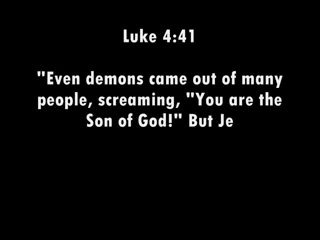 Luke 4:41
"Even demons came out of many
people, screaming, "You are the
Son of God!" But Je